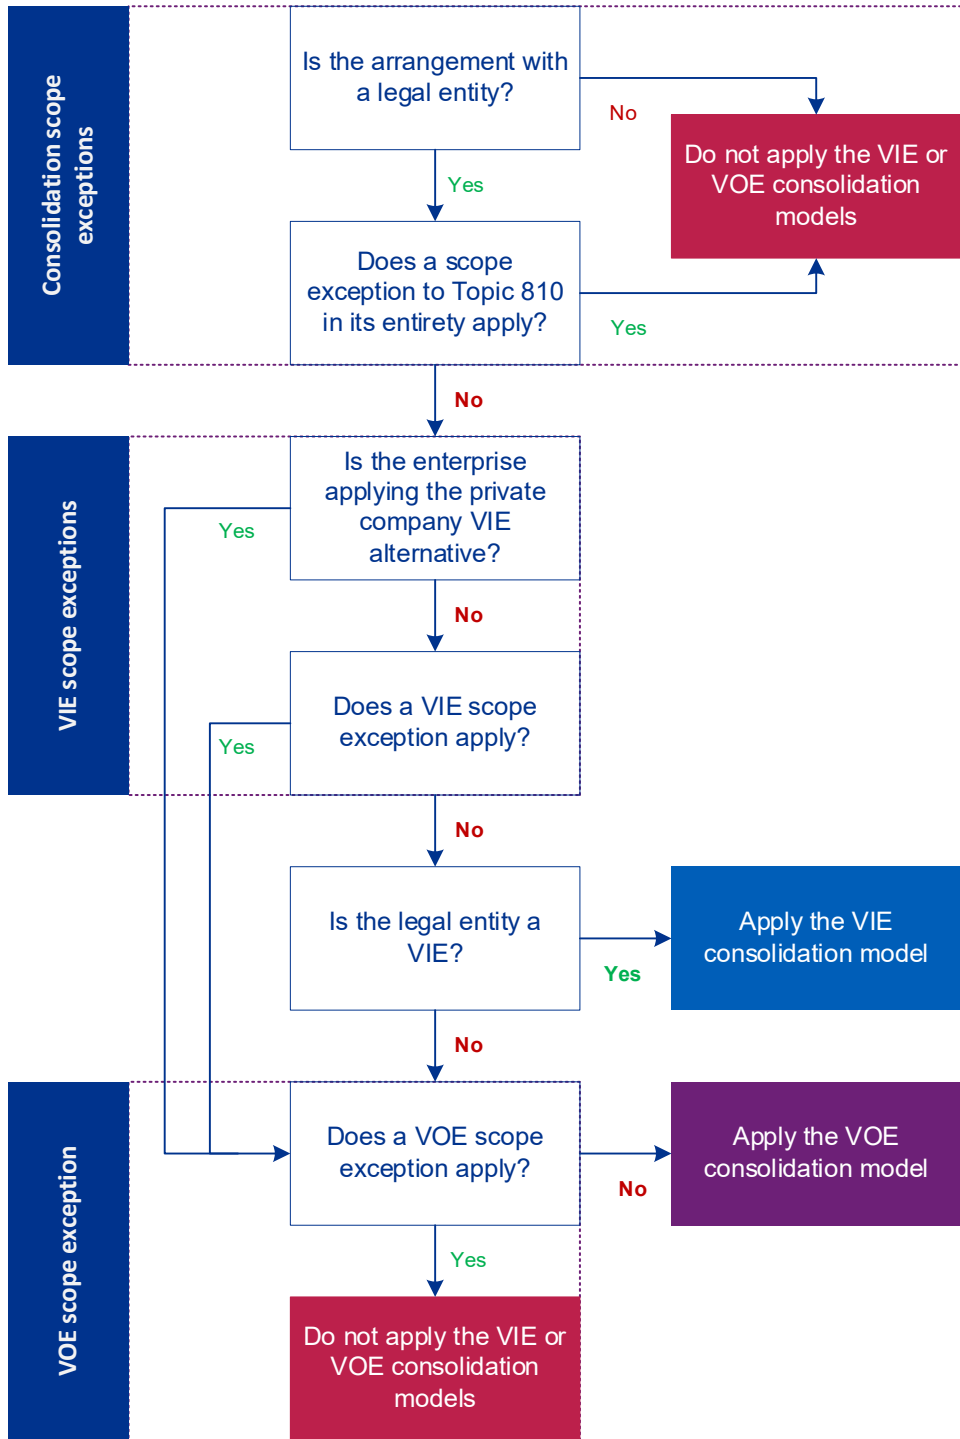 Consolidation scope
exceptions
Is the arrangement with
a legal entity?
No
Do not apply the VIE or
VOE consolidation
models
Yes
Does a scope
exception to Topic 810
in its entirety apply?
Yes
No
VIE scope exceptions
Is the enterprise
applying the private
company VIE
alternative?
Yes
No
Does a VIE scope
exception apply?
Yes
No
Is the legal entity a
VIE?
Yes
Apply the VIE
consolidation model
No
VOE scope exception
Does a VOE scope
exception apply?
No
Apply the VOE
consolidation model
Yes
Do not apply the VIE or
VOE consolidation
models